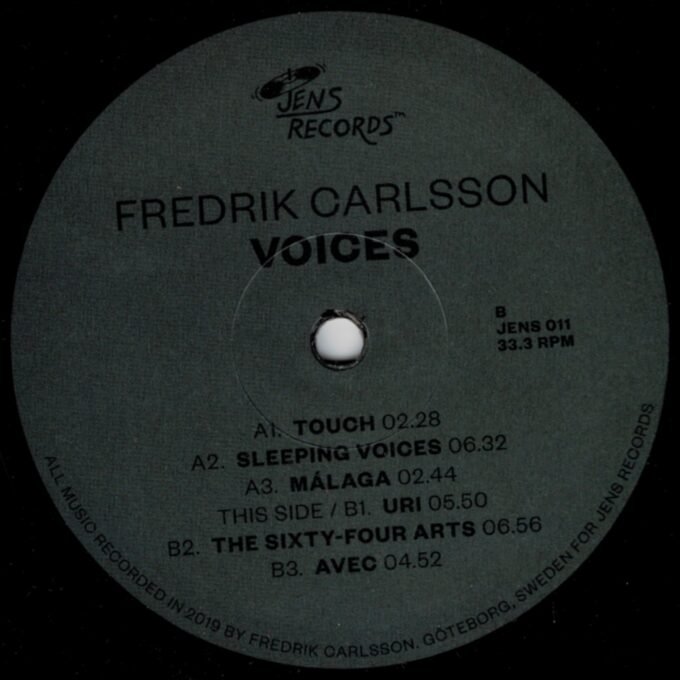 JENS
RECORDS™
FREDRIK CARLSSON
VOICES
B
JENS 011
33.3 RPM
A1. TOUCH 02.28
A2. SLEEPING VOICES 06.32
A3. MÁLAGA 02.44
THIS SIDE / B1. URI 05.50
B2. THE SIXTY-FOUR ARTS 06.56
B3. AVEC 04.52
ALL MUSIC RECORDED IN 2019 BY FREDRIK CARLSSON. GÖTEBORG, SWEDEN FOR JENS RECORDS